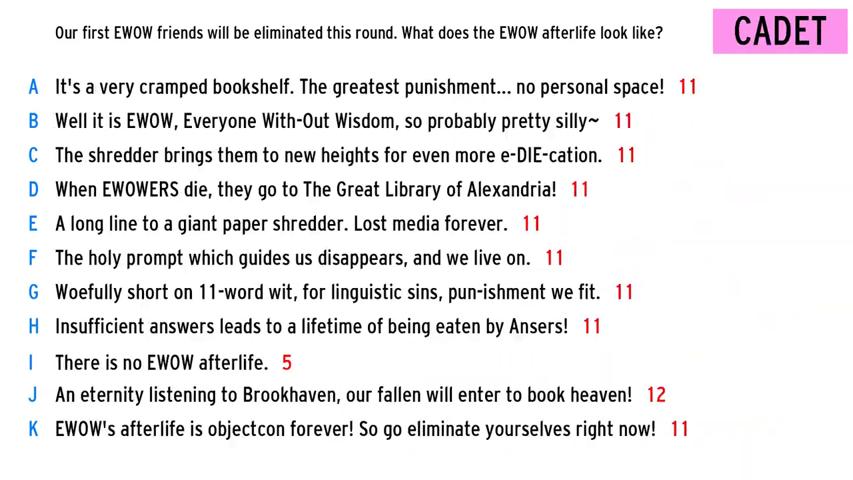 Our first EWOW friends will be eliminated this round. What does the EWOW afterlife look like?
CADET
A It's a very cramped bookshelf. The greatest punishment... no personal space! 11
B Well it is EWOW, Everyone With-Out Wisdom, so probably pretty silly~ 11
C The shredder brings them to new heights for even more e-DIE-cation. 11
D When EWOWERS die, they go to The Great Library of Alexandria! 11
E A long line to a giant paper shredder. Lost media forever. 11
F The holy prompt which guides us disappears, and we live on. 11
G Woefully short on 11-word wit, for linguistic sins, pun-ishment we fit. 11
H Insufficient answers leads to a lifetime of being eaten by Ansers! 11
I There is no EWOW afterlife. 5
J An eternity listening to Brookhaven, our fallen will enter to book heaven! 12
K EWOW's afterlife is objectcon forever! So go eliminate yourselves right now! 11